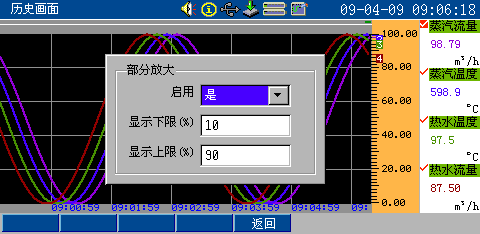 历史画面 09-04-09 09:06:18
蒸汽流量
98.79
m³/h
蒸汽温度
598.9
°C
热水温度
97.5
°C
热水流量
87.50
m³/h
100.00
80.00
60.00
40.00
20.00
0.00
3
4
部分放大
启用 是
显示下限(%) 10
显示上限(%) 90
09:00:59 09:01:59 09:02:59 09:03:59 09:04:59
返回